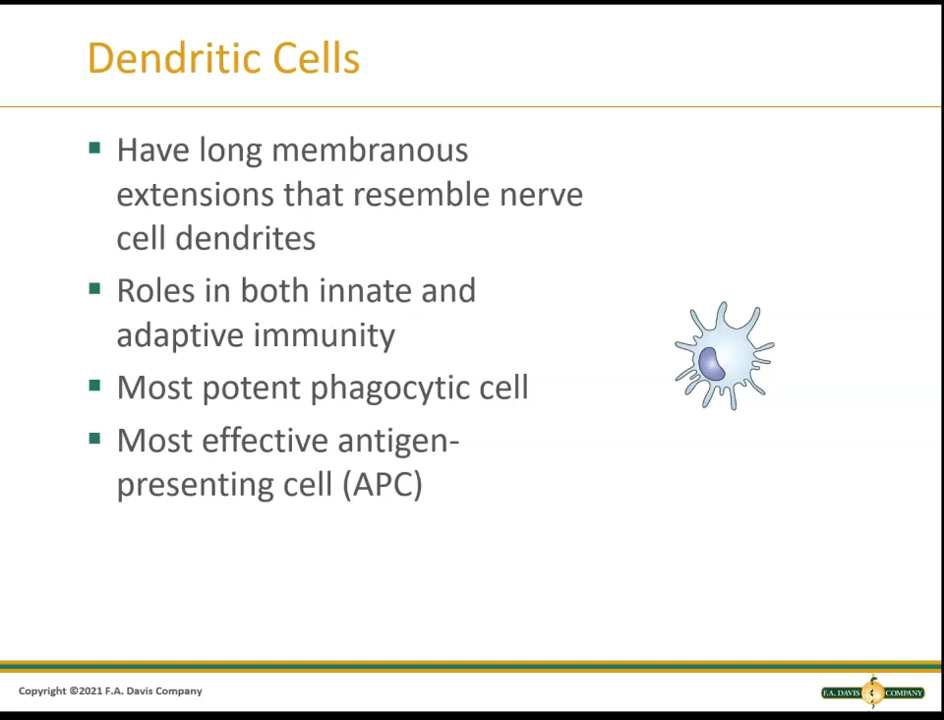 Dendritic Cells
▪ Have long membranous
extensions that resemble nerve
cell dendrites
▪ Roles in both innate and
adaptive immunity
▪ Most potent phagocytic cell
▪ Most effective antigen-
presenting cell (APC)
Copyright ©2021 F.A. Davis Company
F.A. DAVIS COMPANY